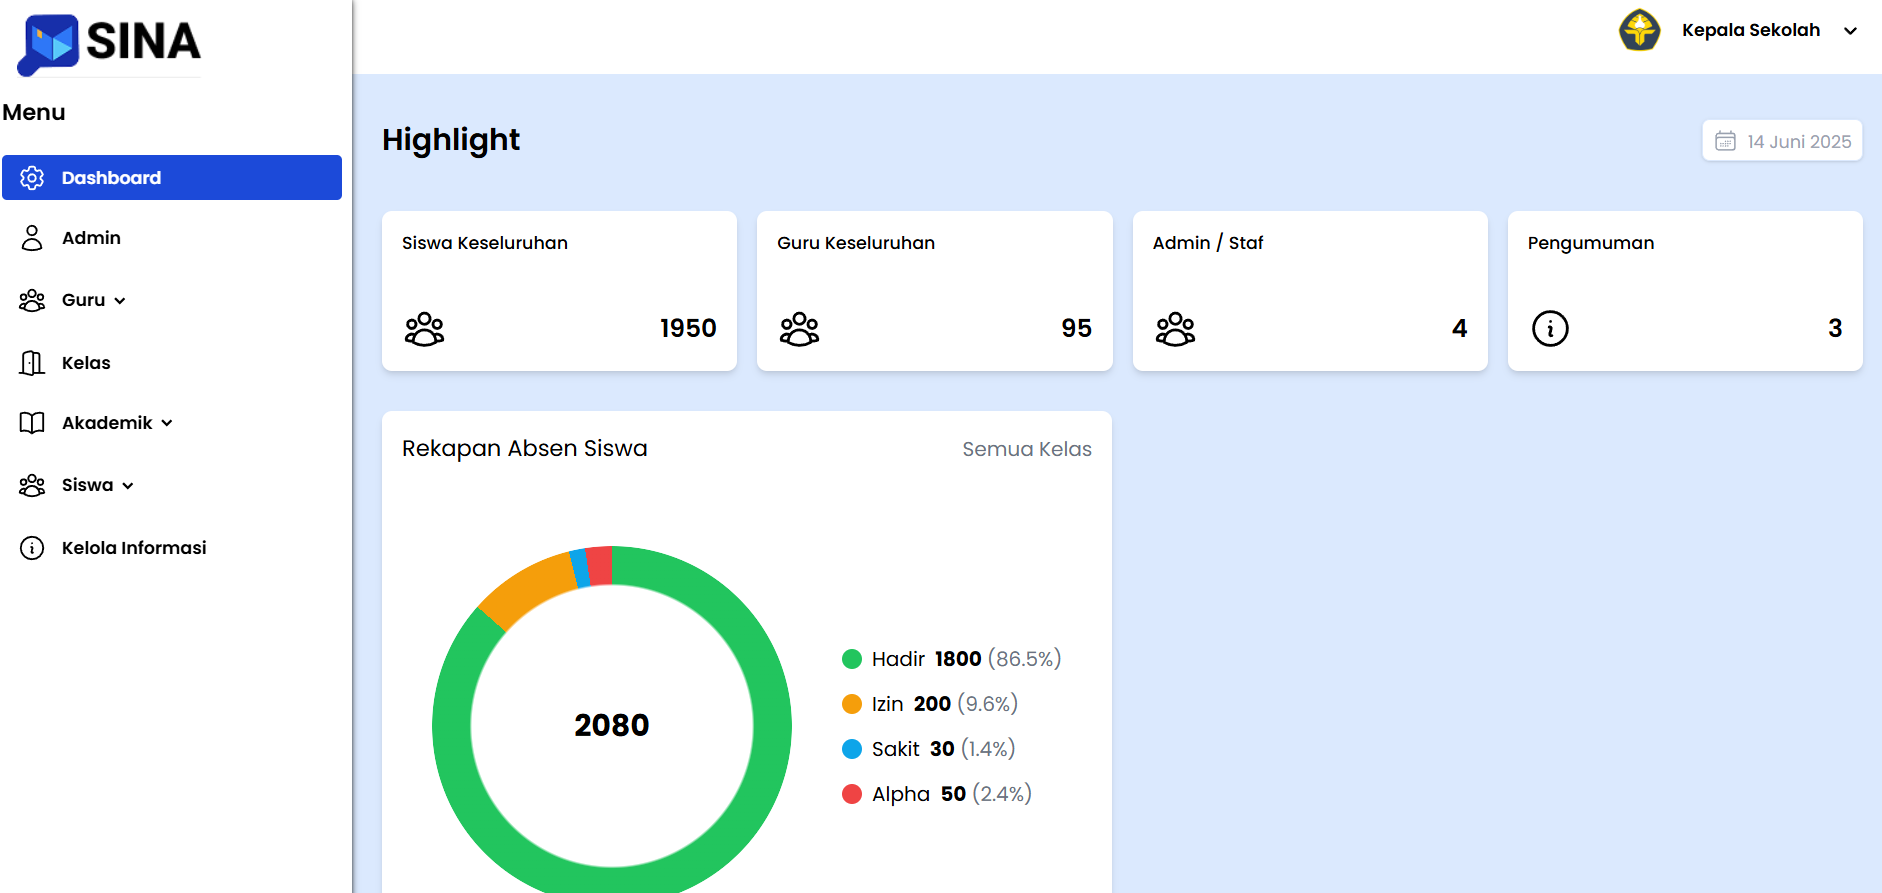 SINA
Kepala Sekolah
Menu
Dashboard
Admin
Guru
Kelas
Akademik
Siswa
Kelola Informasi
Highlight
14 Juni 2025
Siswa Keseluruhan
1950
Guru Keseluruhan
95
Admin / Staf
4
Pengumuman
3
Rekapan Absen Siswa
Semua Kelas
2080
Hadir 1800 (86.5%)
Izin 200 (9.6%)
Sakit 30 (1.4%)
Alpha 50 (2.4%)